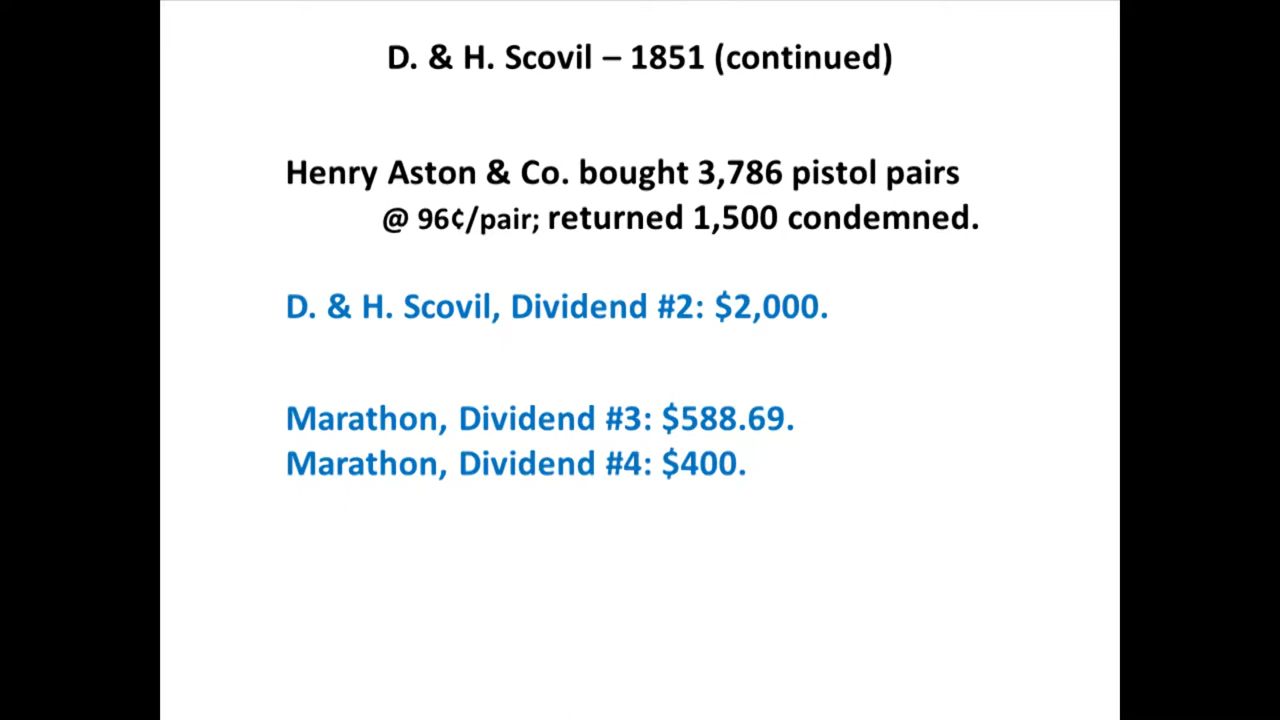 D. & H. Scovil – 1851 (continued)
Henry Aston & Co. bought 3,786 pistol pairs
@ 96¢/pair; returned 1,500 condemned.
D. & H. Scovil, Dividend #2: $2,000.
Marathon, Dividend #3: $588.69.
Marathon, Dividend #4: $400.